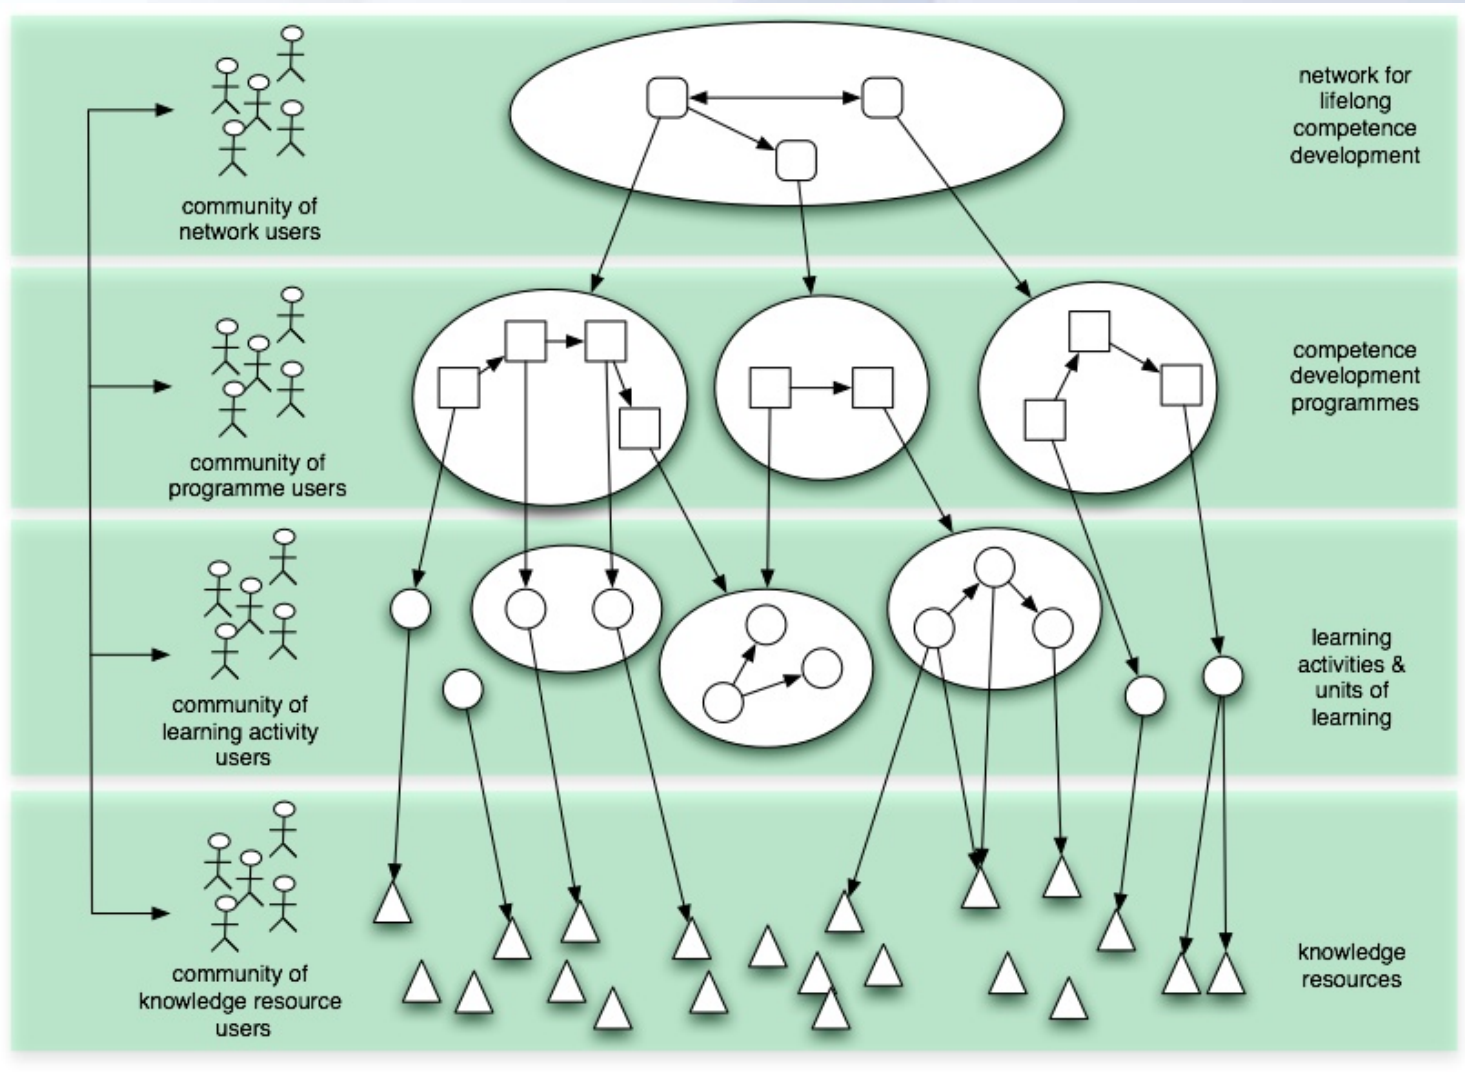 network for
lifelong
competence
development
community of
network users
competence
development
programmes
community of
programme users
learning
activities &
units of
learning
community of
learning activity
users
knowledge
resources
community of
knowledge resource
users